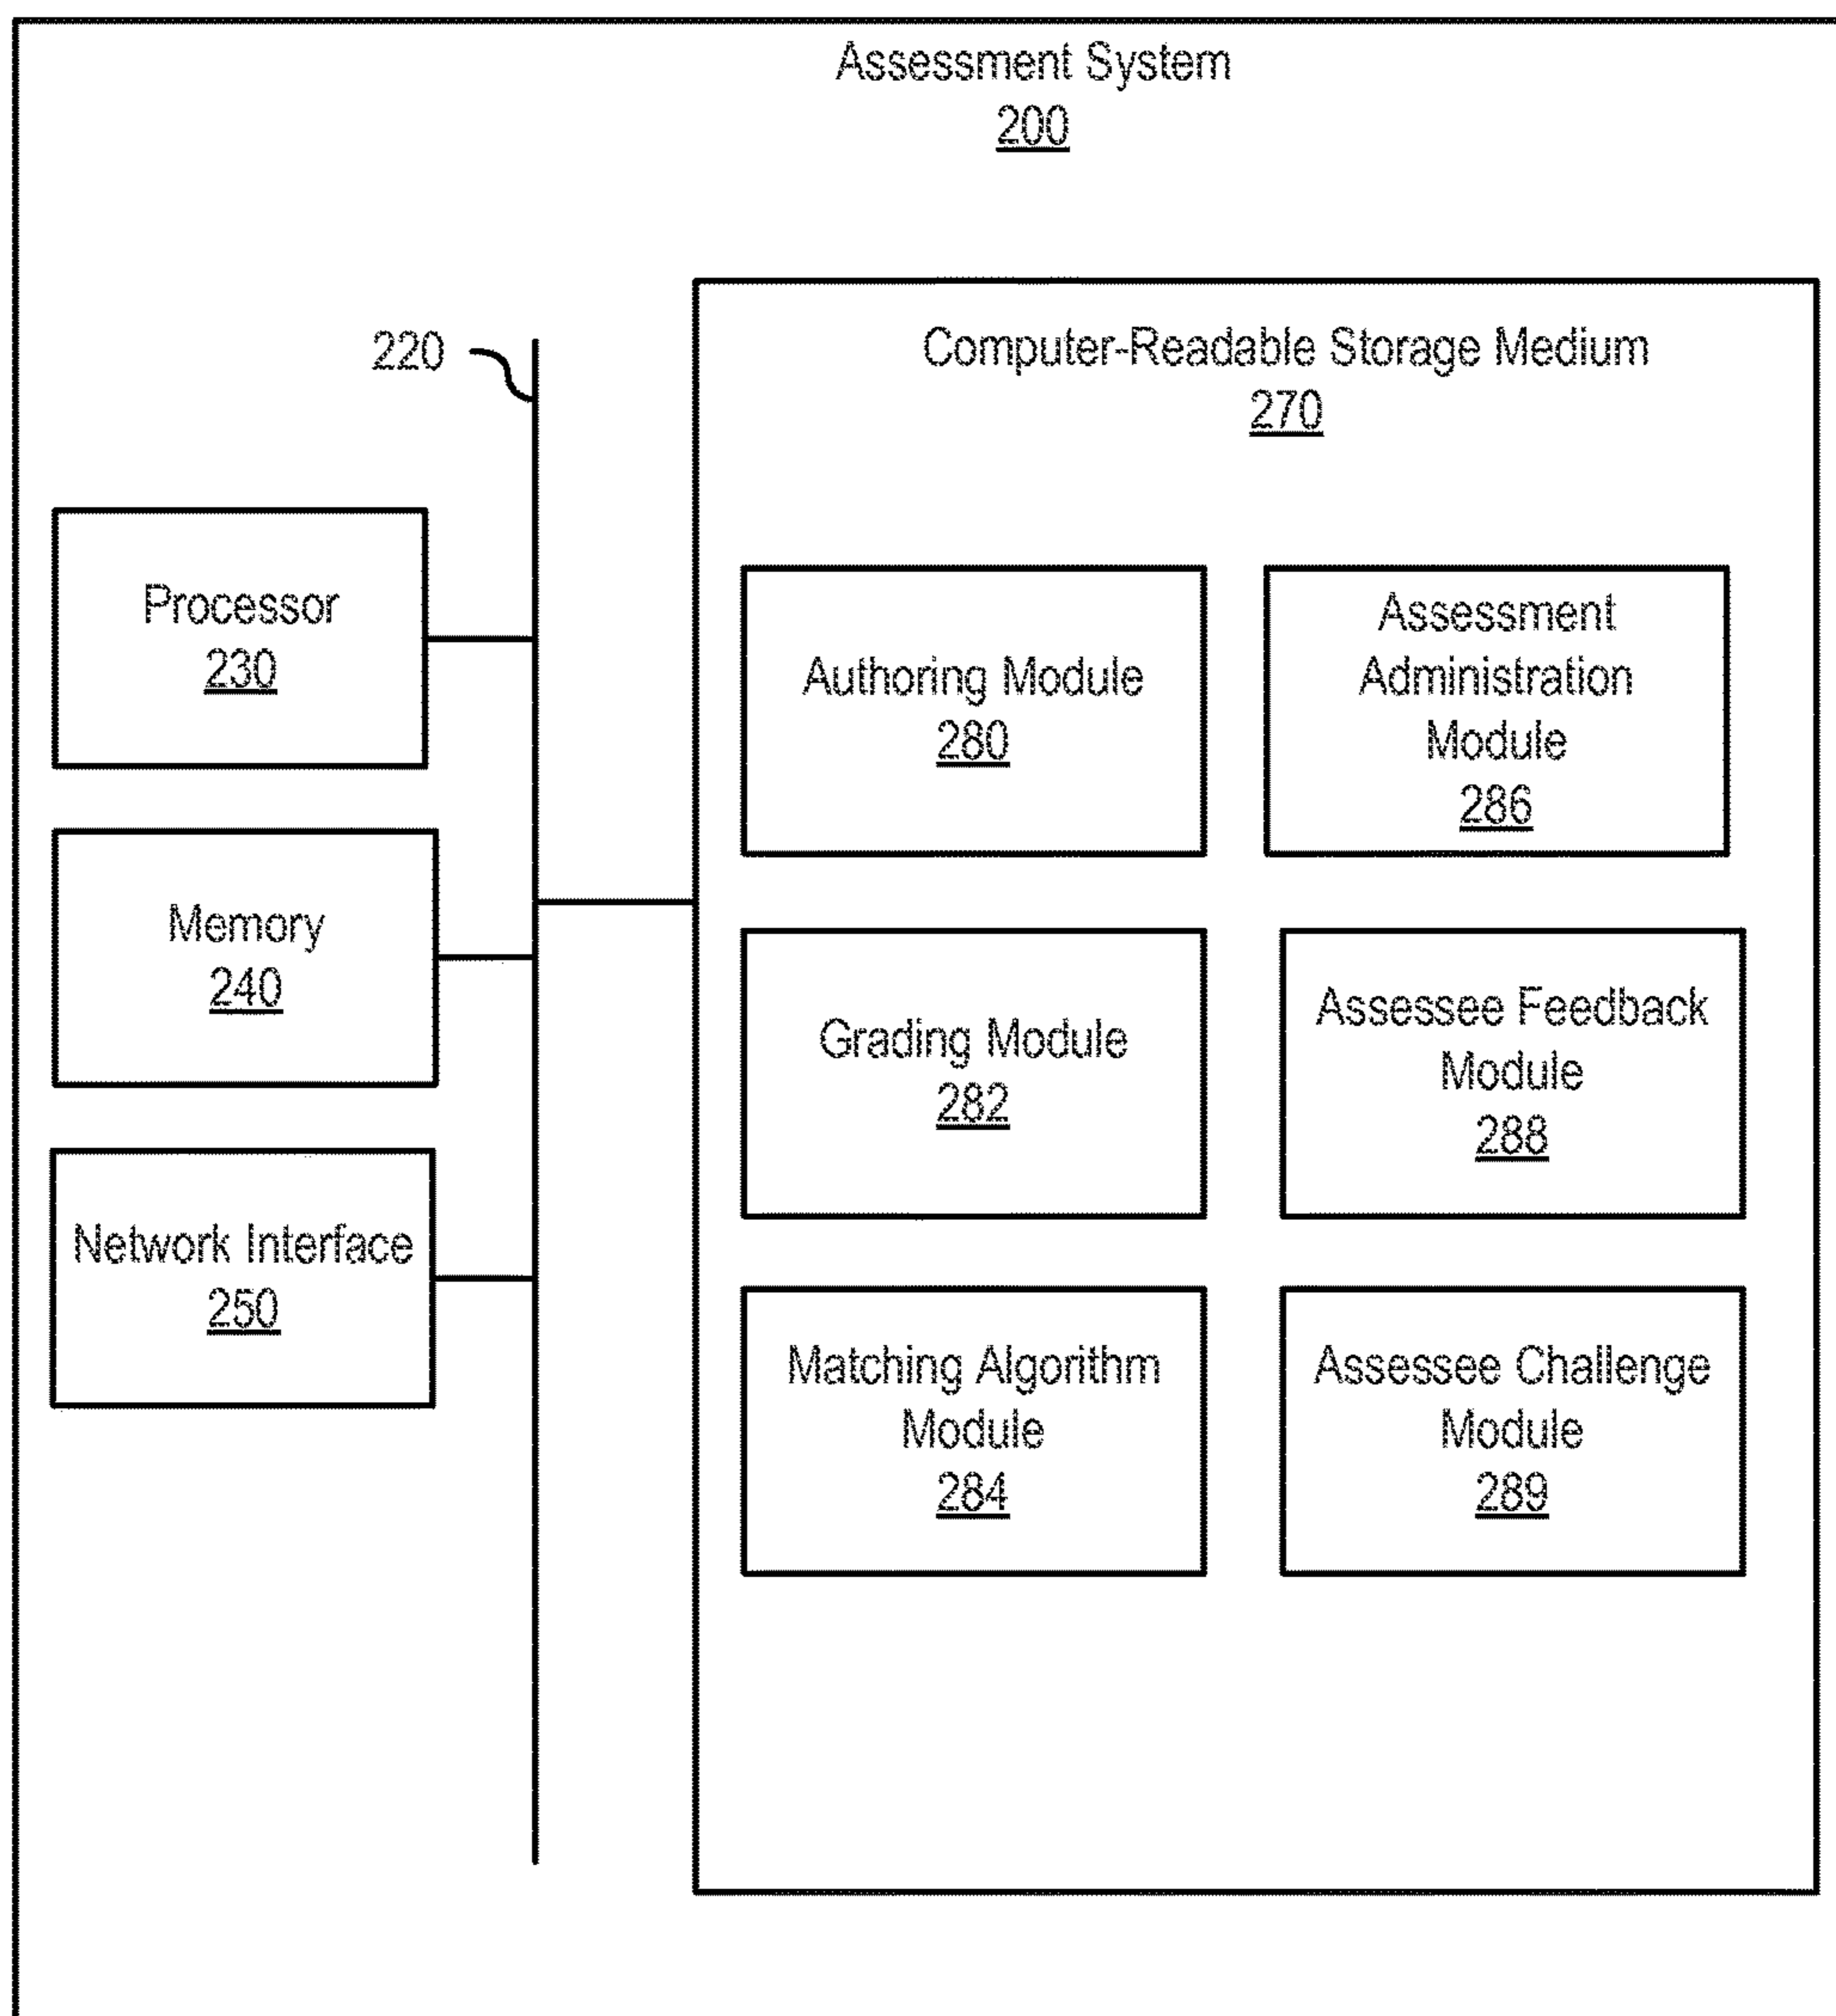 Assessment System
200
220
Computer-Readable Storage Medium
270
Processor
230
Memory
240
Network Interface
250
Authoring Module
280
Assessment
Administration
Module
286
Grading Module
282
Assessee Feedback
Module
288
Matching Algorithm
Module
284
Assessee Challenge
Module
289